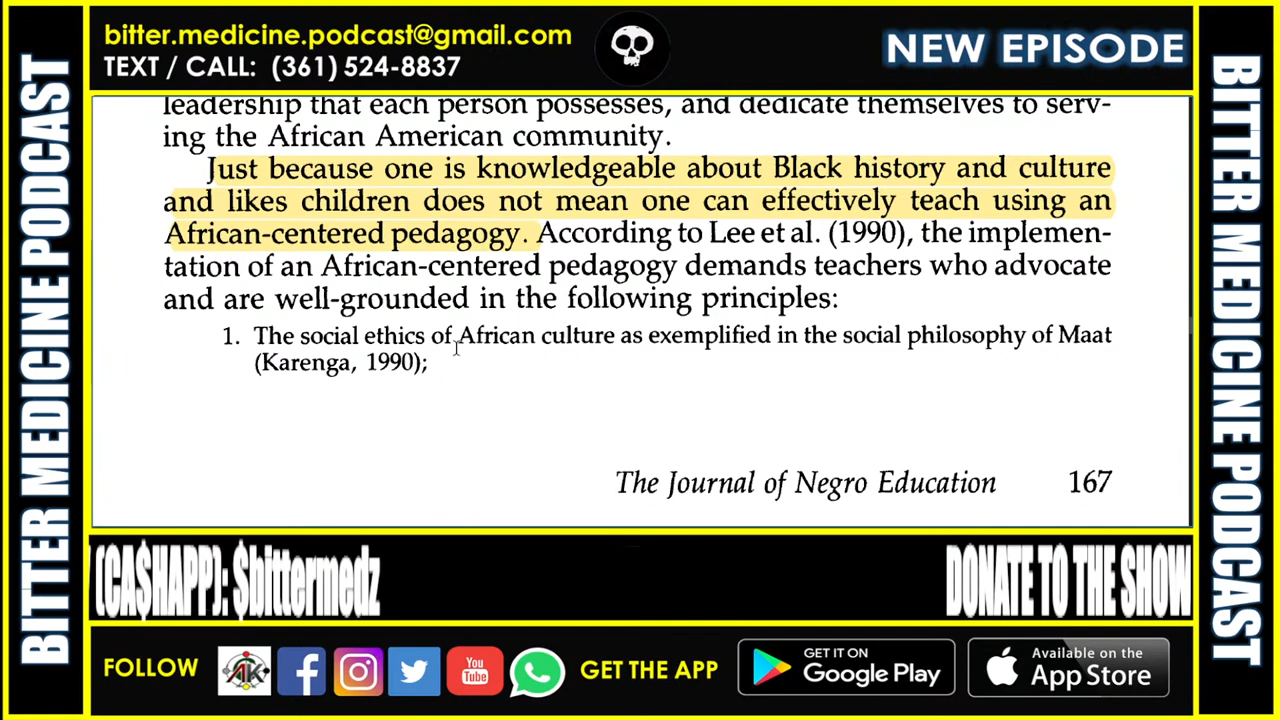 bitter.medicine.podcast@gmail.com
TEXT / CALL: (361) 524-8837
NEW EPISODE
BITTER MEDICINE PODCAST
leadership that each person possesses, and dedicate themselves to serv-
ing the African American community.
Just because one is knowledgeable about Black history and culture
and likes children does not mean one can effectively teach using an
African-centered pedagogy. According to Lee et al. (1990), the implemen-
tation of an African-centered pedagogy demands teachers who advocate
and are well-grounded in the following principles:
1. The social ethics of African culture as exemplified in the social philosophy of Maat
(Karenga, 1990);
The Journal of Negro Education 167
BITTER MEDICINE PODCAST
(CA$HAPP): $bittermedz
DONATE TO THE SHOW
FOLLOW
You
Tube
GET THE APP
GET IT ON
Google Play
Available on the
App Store